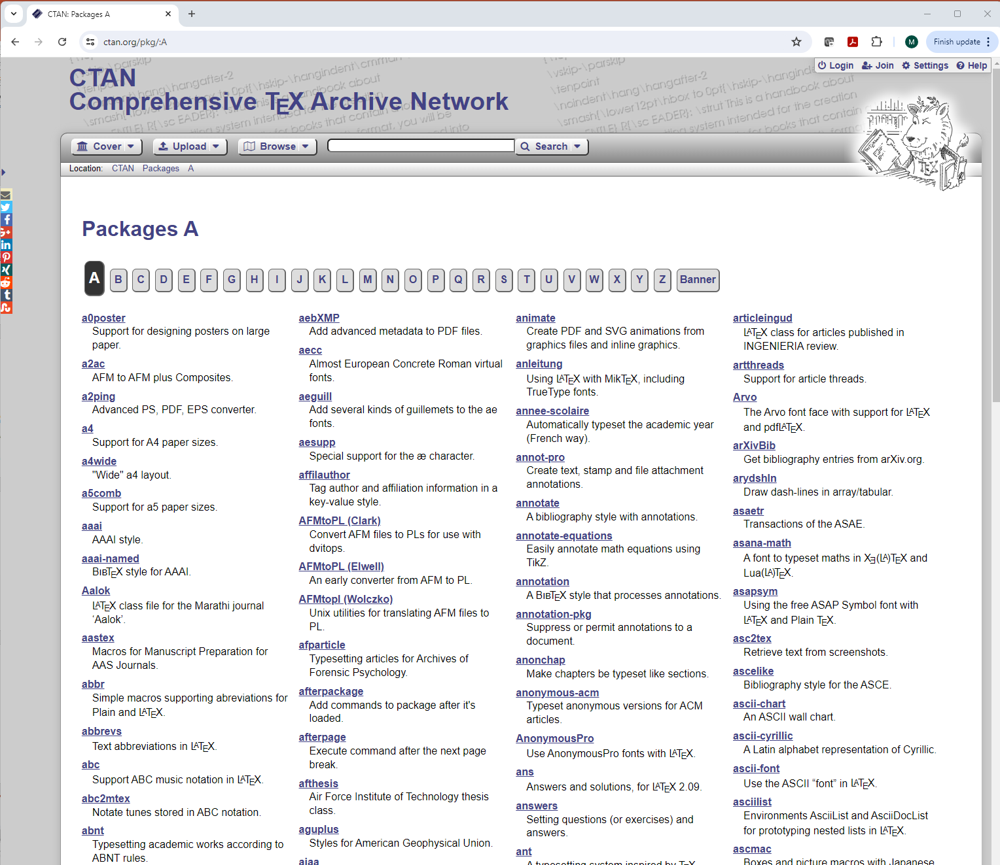 CTAN: Packages A
ctan.org/pkg/:A
M
Finish update
Login Join Settings Help
CTAN
Comprehensive TEX Archive Network
Cover
Upload
Browse
Search
Location: CTAN Packages A
Packages A
A B C D E F G H I J K L M N O P Q R S T U V W X Y Z Banner
a0poster
Support for designing posters on large
paper.
a2ac
AFM to AFM plus Composites.
a2ping
Advanced PS, PDF, EPS converter.
a4
Support for A4 paper sizes.
a4wide
"Wide" a4 layout.
a5comb
Support for a5 paper sizes.
aaai
AAAI style.
aaai-named
BIBTEX style for AAAI.
Aalok
LATEX class file for the Marathi journal
‘Aalok’.
aastex
Macros for Manuscript Preparation for
AAS Journals.
abbr
Simple macros supporting abreviations for
Plain and LATEX.
abbrevs
Text abbreviations in LATEX.
abc
Support ABC music notation in LATEX.
abc2mtex
Notate tunes stored in ABC notation.
abnt
Typesetting academic works according to
ABNT rules.
aebXMP
Add advanced metadata to PDF files.
aecc
Almost European Concrete Roman virtual
fonts.
aeguill
Add several kinds of guillemets to the ae
fonts.
aesupp
Special support for the æ character.
affilauthor
Tag author and affiliation information in a
key-value style.
AFMtoPL (Clark)
Convert AFM files to PLs for use with
dvitops.
AFMtoPL (Elwell)
An early converter from AFM to PL.
AFMtopl (Wolczko)
Unix utilities for translating AFM files to
PL.
afparticle
Typesetting articles for Archives of
Forensic Psychology.
afterpackage
Add commands to package after it's
loaded.
afterpage
Execute command after the next page
break.
afthesis
Air Force Institute of Technology thesis
class.
aguplus
Styles for American Geophysical Union.
aiaa
animate
Create PDF and SVG animations from
graphics files and inline graphics.
anleitung
Using LATEX with MikTEX, including
TrueType fonts.
annee-scolaire
Automatically typeset the academic year
(French way).
annot-pro
Create text, stamp and file attachment
annotations.
annotate
A bibliography style with annotations.
annotate-equations
Easily annotate math equations using
TikZ.
annotation
A BIBTEX style that processes annotations.
annotation-pkg
Suppress or permit annotations to a
document.
anonchap
Make chapters be typeset like sections.
anonymous-acm
Typeset anonymous versions for ACM
articles.
AnonymousPro
Use AnonymousPro fonts with LATEX.
ans
Answers and solutions, for LATEX 2.09.
answers
Setting questions (or exercises) and
answers.
ant
A typesetting system inspired by TEX
articleingud
LATEX class for articles published in
INGENIERIA review.
artthreads
Support for article threads.
Arvo
The Arvo font face with support for LATEX
and pdfLATEX.
arXivBib
Get bibliography entries from arXiv.org.
arydshln
Draw dash-lines in array/tabular.
asaetr
Transactions of the ASAE.
asana-math
A font to typeset maths in XƎ(LA)TEX and
Lua(LA)TEX.
asapsym
Using the free ASAP Symbol font with
LATEX and Plain TEX.
asc2tex
Retrieve text from screenshots.
ascelike
Bibliography style for the ASCE.
ascii-chart
An ASCII wall chart.
ascii-cyrillic
A Latin alphabet representation of Cyrillic.
ascii-font
Use the ASCII “font” in LATEX.
asciilist
Environments AsciiList and AsciiDocList
for prototyping nested lists in LATEX.
ascmac
Boxes and picture macros with Japanese